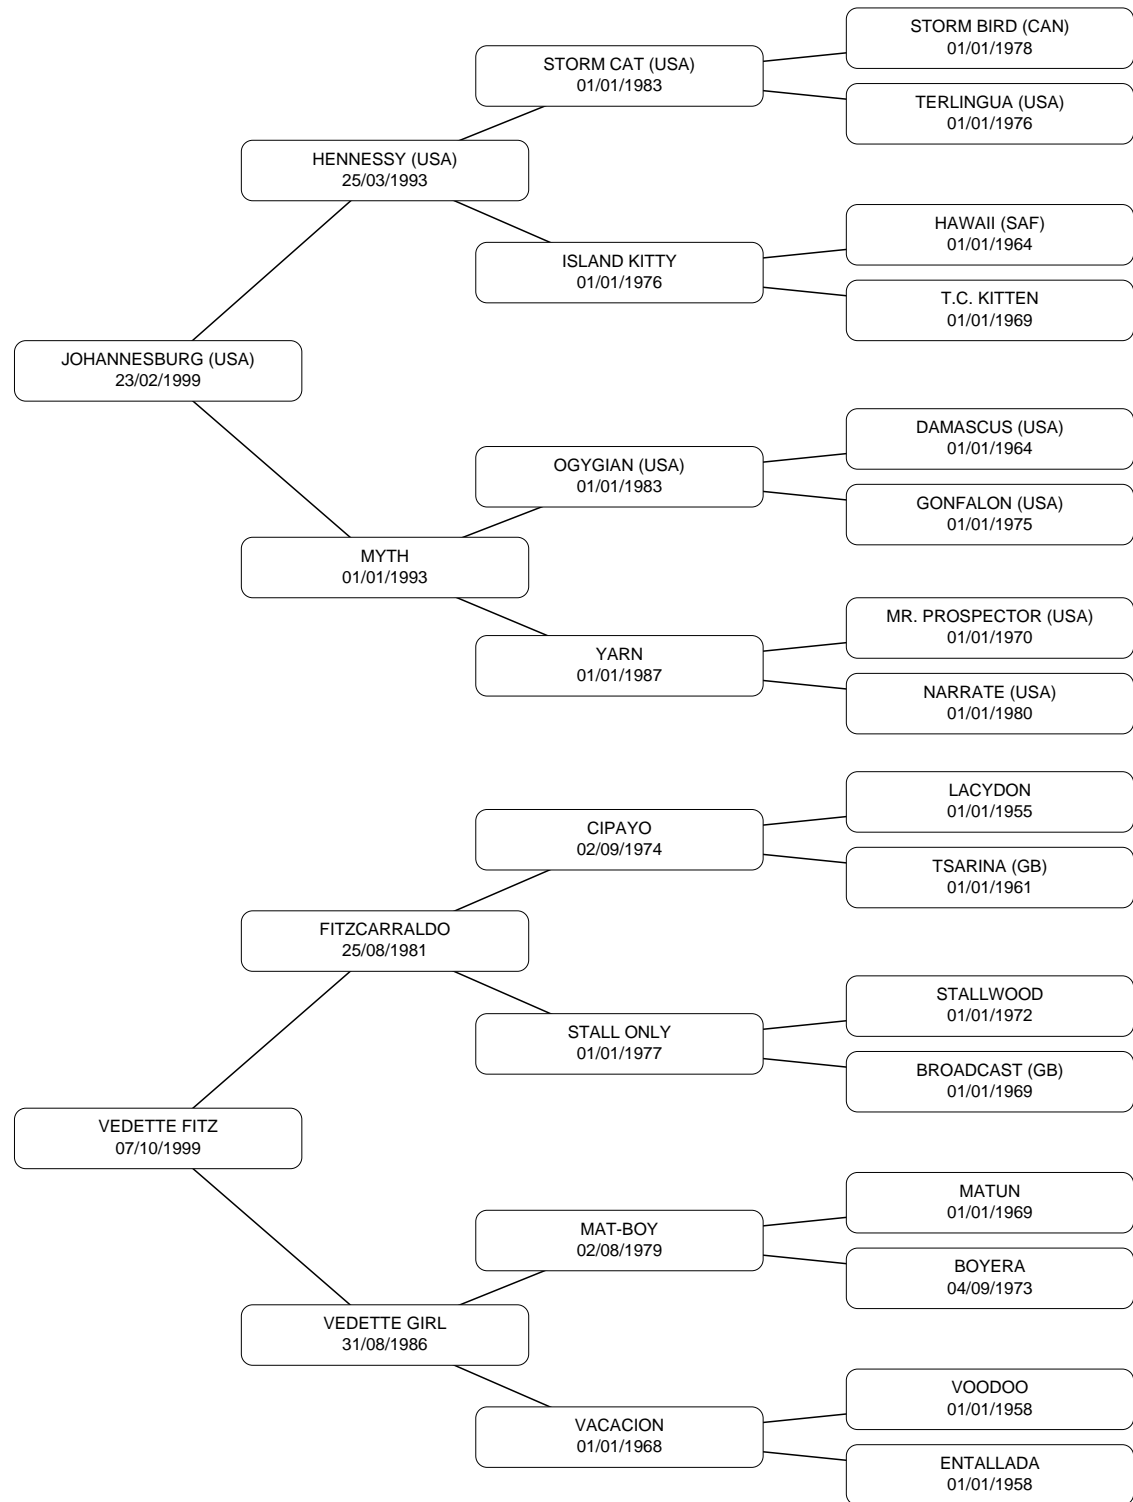 STORM BIRD (CAN)
01/01/1978
STORM CAT (USA)
01/01/1983
TERLINGUA (USA)
01/01/1976
HENNESSY (USA)
25/03/1993
HAWAII (SAF)
01/01/1964
ISLAND KITTY
01/01/1976
T.C. KITTEN
01/01/1969
JOHANNESBURG (USA)
23/02/1999
DAMASCUS (USA)
01/01/1964
OGYGIAN (USA)
01/01/1983
GONFALON (USA)
01/01/1975
MYTH
01/01/1993
MR. PROSPECTOR (USA)
01/01/1970
YARN
01/01/1987
NARRATE (USA)
01/01/1980
LACYDON
01/01/1955
CIPAYO
02/09/1974
TSARINA (GB)
01/01/1961
FITZCARRALDO
25/08/1981
STALLWOOD
01/01/1972
STALL ONLY
01/01/1977
BROADCAST (GB)
01/01/1969
VEDETTE FITZ
07/10/1999
MATUN
01/01/1969
MAT-BOY
02/08/1979
BOYERA
04/09/1973
VEDETTE GIRL
31/08/1986
VOODOO
01/01/1958
VACACION
01/01/1968
ENTALLADA
01/01/1958